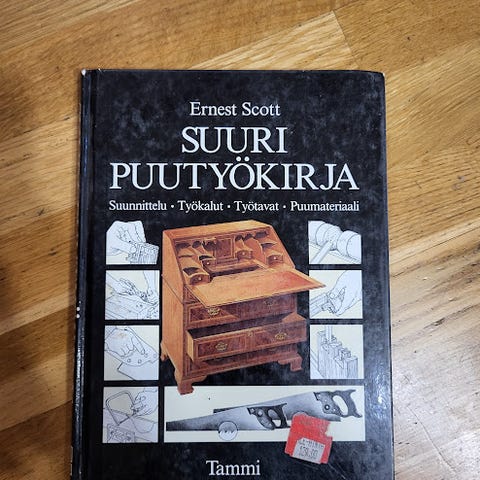 Ernest Scott
SUURI
PUUTYÖKIRJA
Suunnittelu • Työkalut • Työtavat • Puumateriaali
Tammi